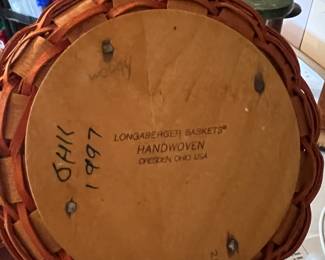 LONGABERGER BASKETS®
HANDWOVEN
DRESDEN, OHIO USA
1997